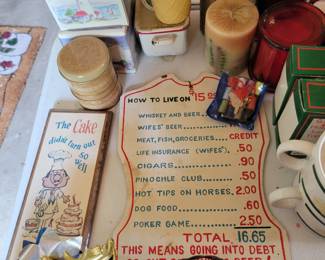 The Cake
didnt turn out
so
well
HOW TO LIVE ON $15.00
WHISKEY AND BEER
WIFES' BEER
MEAT, FISH, GROCERIES CREDIT
LIFE INSURANCE (WIFE'S) .50
CIGARS .90
PINOCHLE CLUB .50
HOT TIPS ON HORSES 2.00
DOG FOOD .60
POKER GAME 2.50
TOTAL 16.65
THIS MEANS GOING INTO DEBT